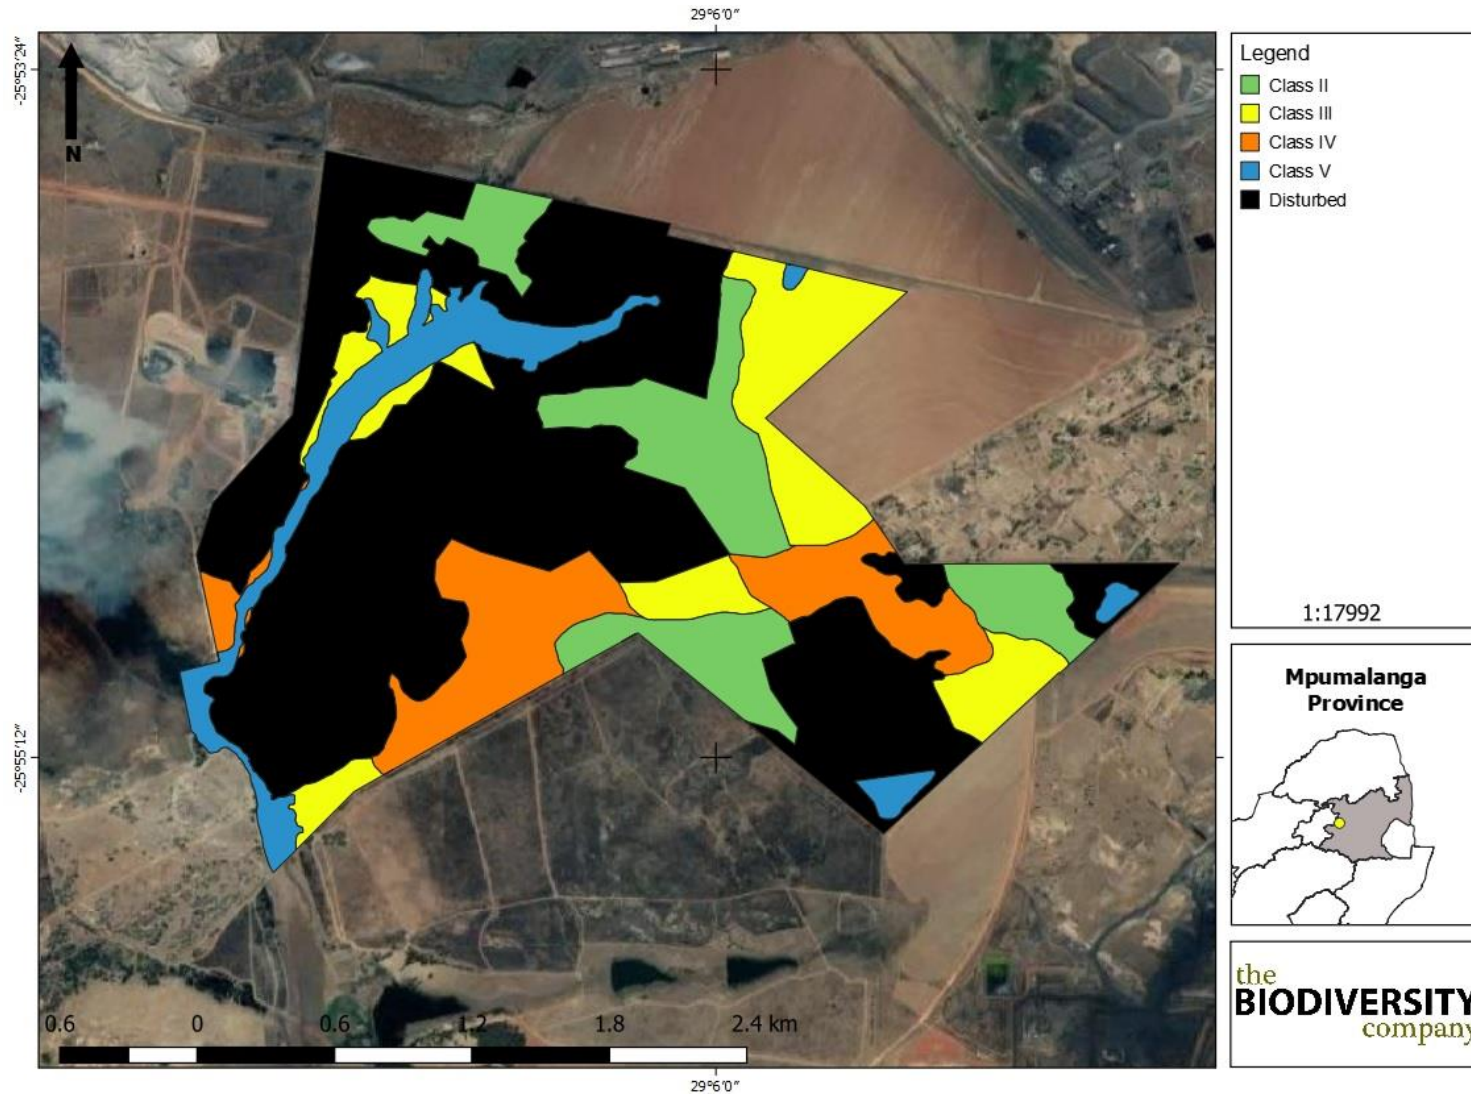 29°6'0"
-25°53'24"
N
-25°55'12"
0.6 0 0.6 1.2 1.8 2.4 km
29°6'0"
Legend
Class II
Class III
Class IV
Class V
Disturbed
1:17992
Mpumalanga
Province
the
BIODIVERSITY
company